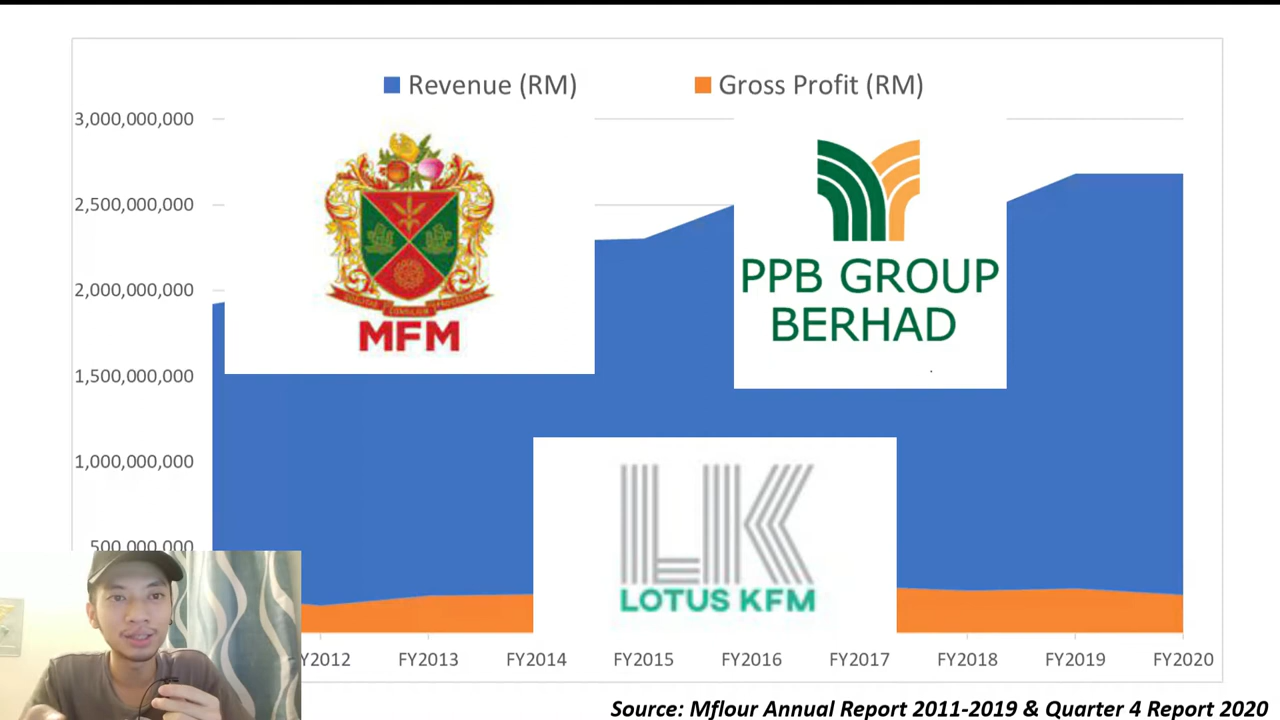 Revenue (RM) Gross Profit (RM)
3,000,000,000
2,500,000,000
2,000,000,000
1,500,000,000
1,000,000,000
500,000,000
MFM
PPB GROUP
BERHAD
LK
LOTUS KFM
Y2012 FY2013 FY2014 FY2015 FY2016 FY2017 FY2018 FY2019 FY2020
Source: Mflour Annual Report 2011-2019 & Quarter 4 Report 2020